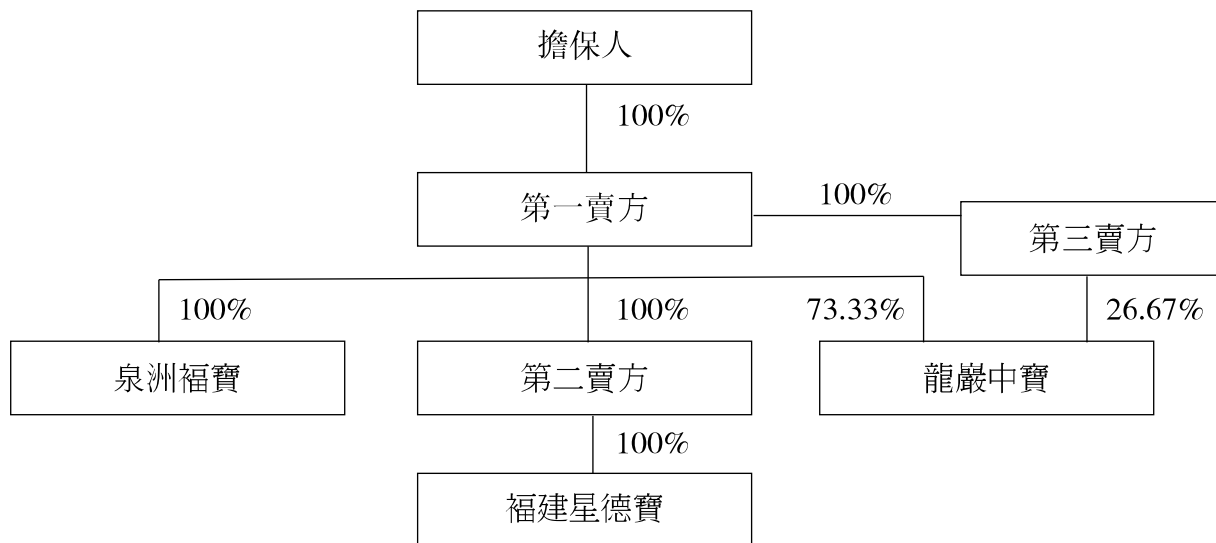 擔保人
100%
第一賣方
100%
第三賣方
100%
100%
73.33%
26.67%
泉洲福寶
第二賣方
龍嚴中寶
100%
福建星德寶